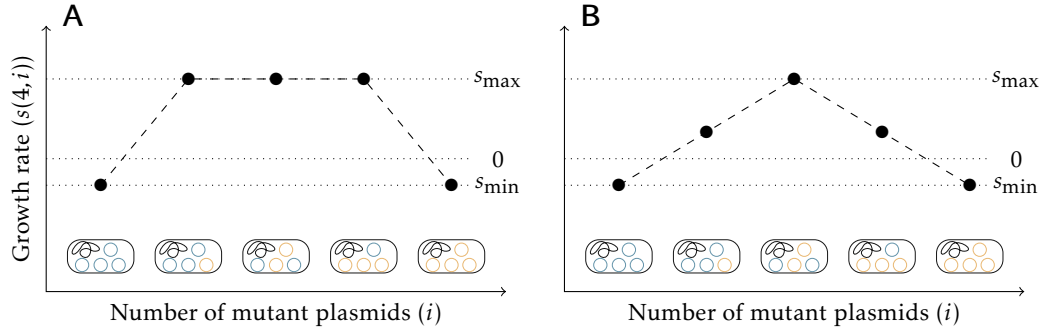 A
Growth rate (s(4,i))
s_max
0
s_min
Number of mutant plasmids (i)
B
s_max
0
s_min
Number of mutant plasmids (i)